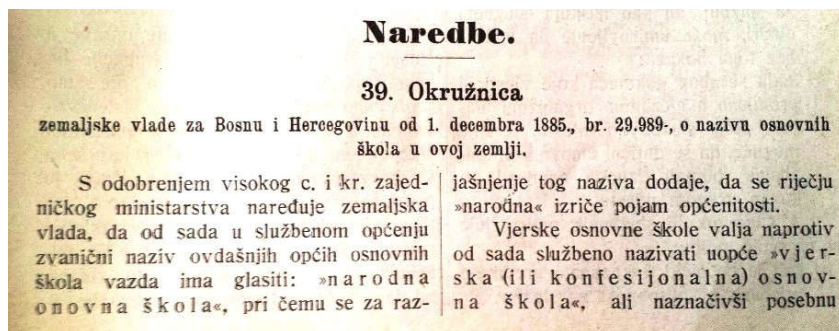 Naredbe.
39. Okružnica
zemaljske vlade za Bosnu i Hercegovinu od 1. decembra 1885., br. 29.989-, o nazivu osnovnih
škola u ovoj zemlji.
S odobrenjem visokog c. i kr. zajed-
ničkog ministarstva naređuje zemaljska
vlada, da od sada u službenom općenju
zvanični naziv ovdašnjih općih osnovnih
škola vazda ima glasiti: »narodna
onovna škola«, pri čemu se za raz-
jašnjenje tog naziva dodaje, da se riječju
»narodna« izriče pojam općenitosti.
Vjerske osnovne škole valja naprotiv
od sada službeno nazivati uopće »vjer-
ska (ili konfesijonalna) osnov-
na škola«, ali naznačivši posebnu